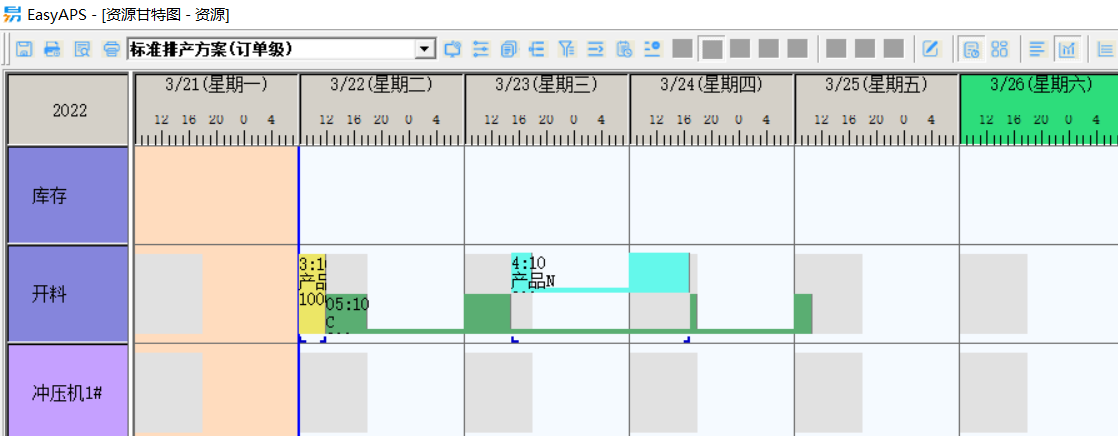 EasyAPS - [资源甘特图 - 资源]
标准排产方案(订单级)
2022
3/21(星期一) 3/22(星期二) 3/23(星期三) 3/24(星期四) 3/25(星期五) 3/26(星期六)
12 16 20 0 4 12 16 20 0 4 12 16 20 0 4 12 16 20 0 4 12 16 20 0 4 12 16 20 0 4
库存
开料
3:10
产品
100
05:10
C
4:10
产品N
冲压机1#